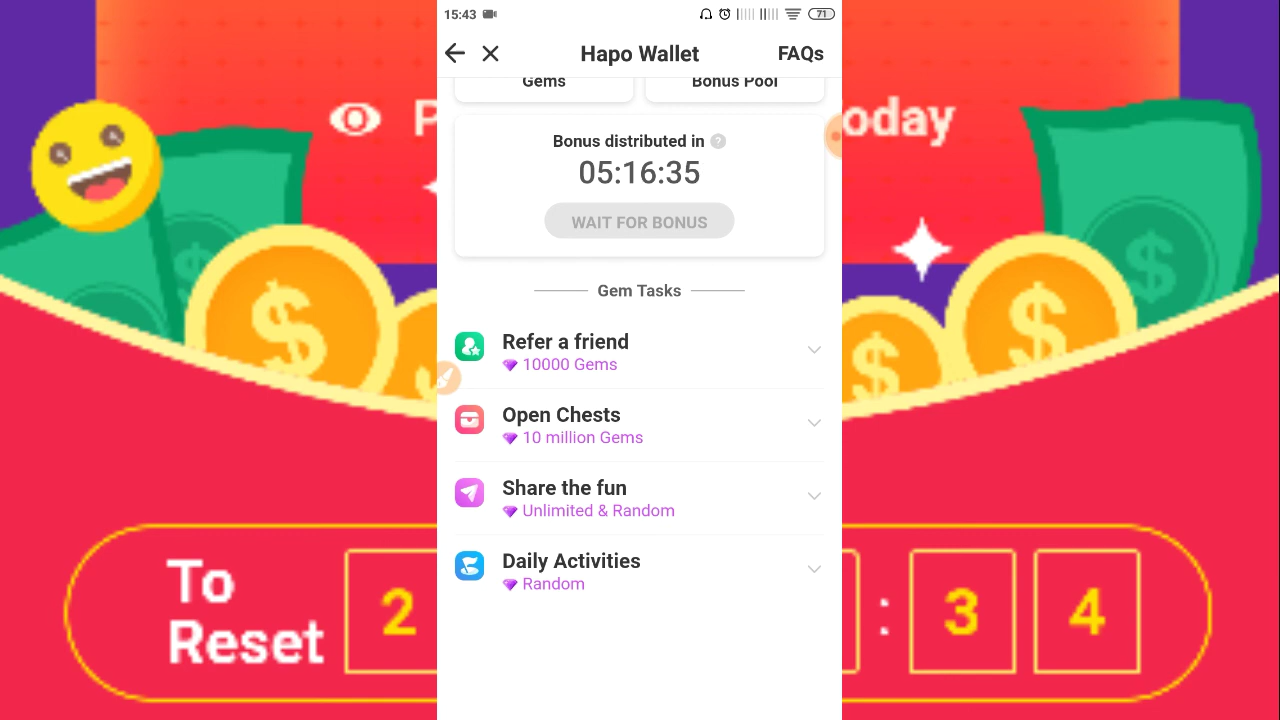 15:43
71
Hapo Wallet
FAQs
Gems
Bonus Pool
Bonus distributed in ?
05:16:35
WAIT FOR BONUS
Gem Tasks
Refer a friend
10000 Gems
Open Chests
10 million Gems
Share the fun
Unlimited & Random
Daily Activities
Random
P
oday
To
Reset
2
: 3 4